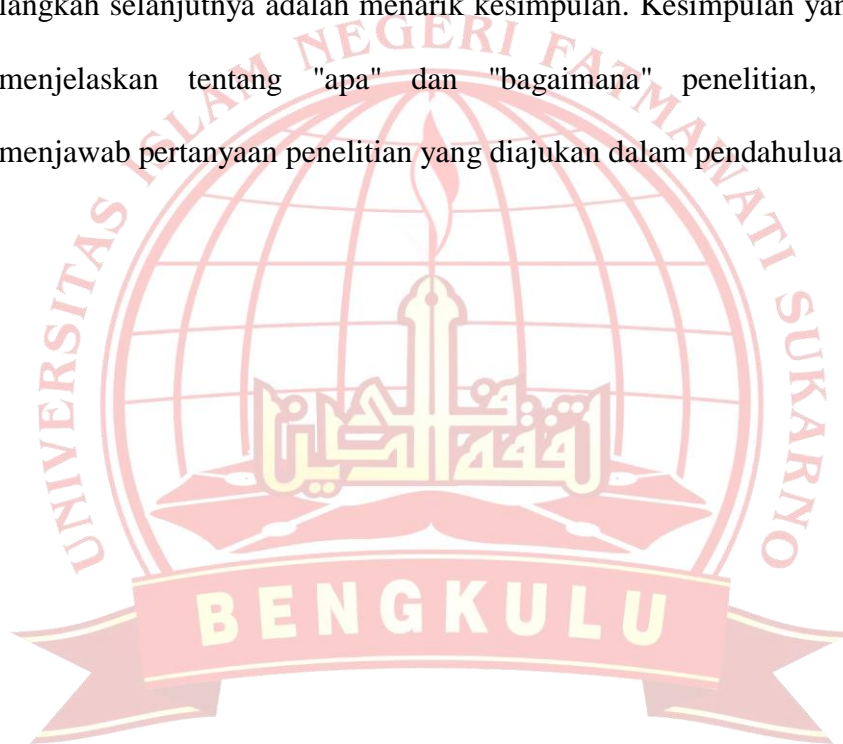 langkah selanjutnya adalah menarik kesimpulan. Kesimpulan yan
menjelaskan tentang "apa" dan "bagaimana" penelitian,
menjawab pertanyaan penelitian yang diajukan dalam pendahulua
UNIVERSITAS ISLAM NEGERI FATMAWATI SUKARNO
BENGKULU